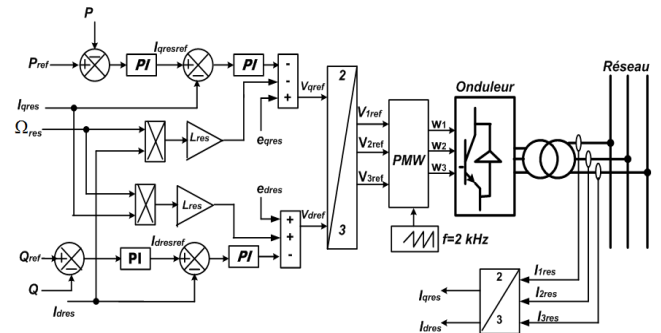 P
Pref
PI
Iqresref
PI
-
-
+
Vqref
eqres
Iqres
Ωres
Lres
2
3
V1ref
V2ref
V3ref
PMW
W1
W2
W3
Onduleur
Réseau
f=2 kHz
Lres
edres
+
+
-
Vdref
Qref
PI
Idresref
PI
Q
Idres
2
3
Iqres
Idres
I1res
I2res
I3res